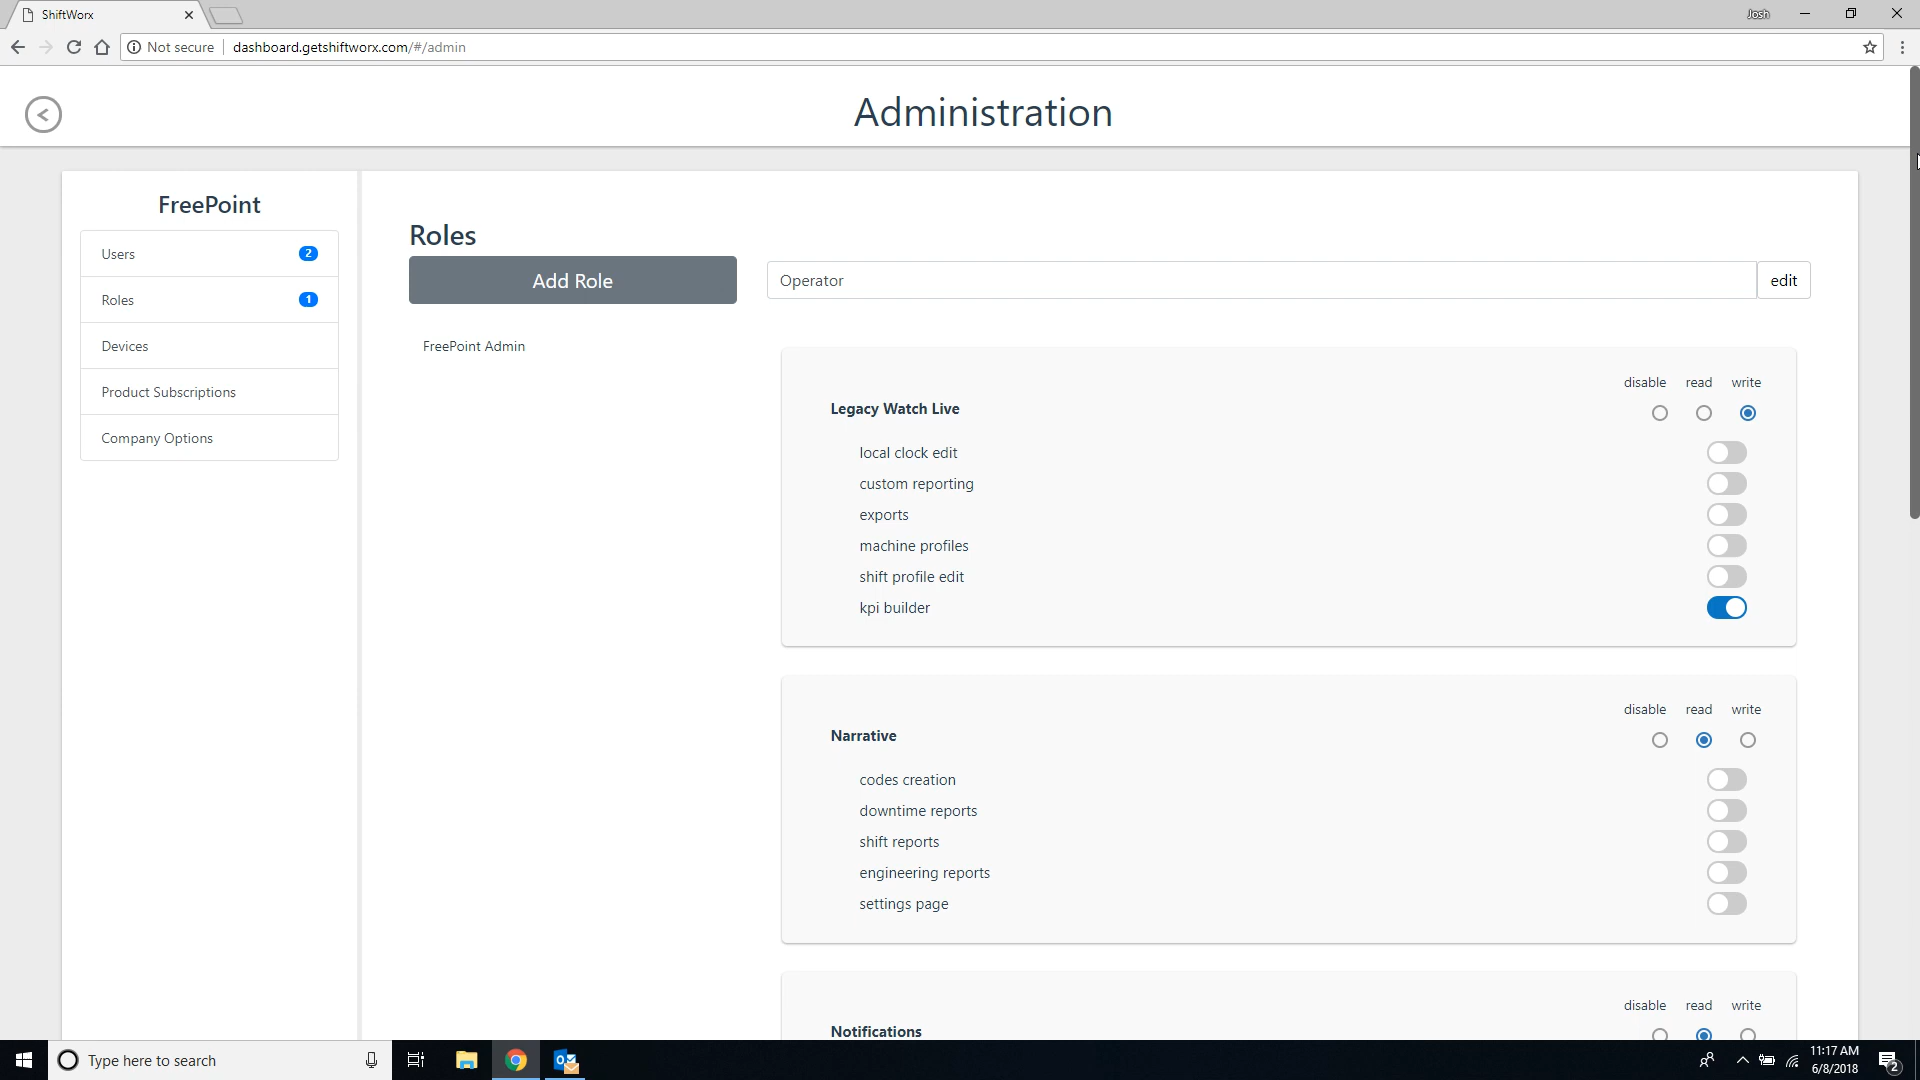 ShiftWorx
Josh
Not secure
dashboard.getshiftworx.com/#/admin
Administration
FreePoint
Users 2
Roles 1
Devices
Product Subscriptions
Company Options
Roles
Add Role
FreePoint Admin
Operator
edit
disable read write
Legacy Watch Live
local clock edit
custom reporting
exports
machine profiles
shift profile edit
kpi builder
disable read write
Narrative
codes creation
downtime reports
shift reports
engineering reports
settings page
disable read write
Notifications
Type here to search
11:17 AM
6/8/2018
2